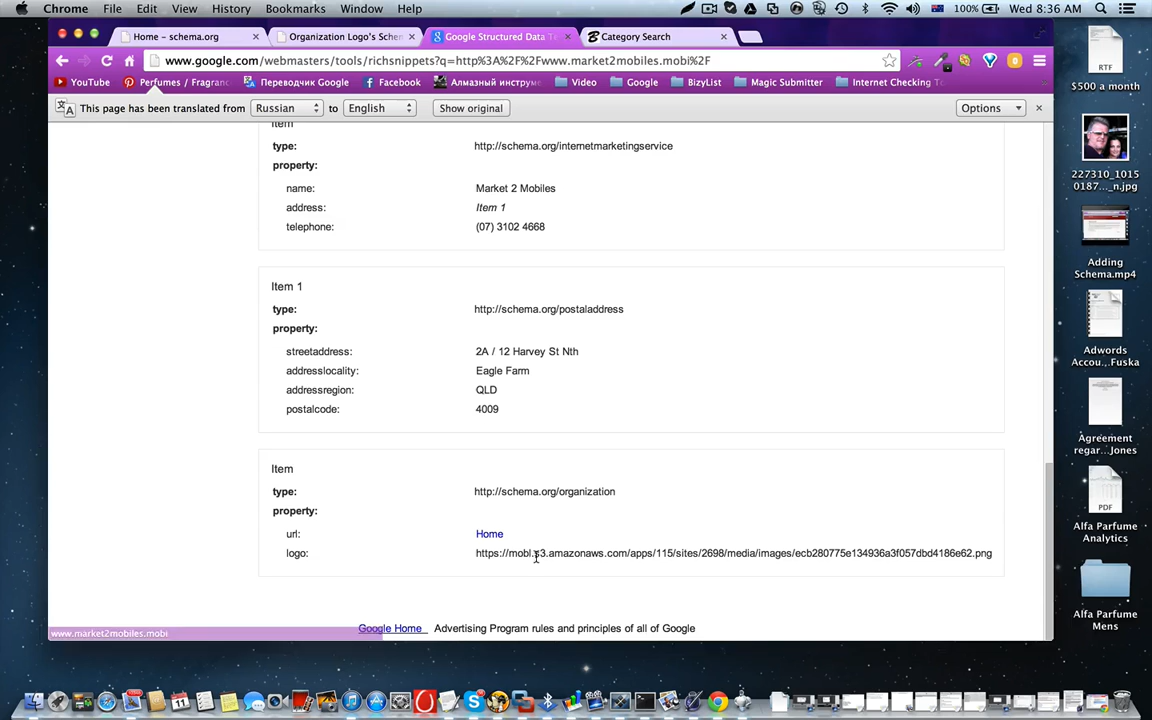 Chrome File Edit View History Bookmarks Window Help 100% Wed 8:36 AM
Home - schema.org × Organization Logo's Schem × Google Structured Data Te × Category Search ×
www.google.com/webmasters/tools/richsnippets?q=http%3A%2F%2Fwww.market2mobiles.mobi%2F
YouTube Perfumes / Fragranc Переводчик Google Facebook Алмазный инструме Video Google BizyList Magic Submitter Internet Checking T
This page has been translated from Russian to English Show original Options ×
Item
type: http://schema.org/internetmarketingservice
property:
name: Market 2 Mobiles
address: Item 1
telephone: (07) 3102 4668
Item 1
type: http://schema.org/postaladdress
property:
streetaddress: 2A / 12 Harvey St Nth
addresslocality: Eagle Farm
addressregion: QLD
postalcode: 4009
Item
type: http://schema.org/organization
property:
url: Home
logo: https://mobl.s3.amazonaws.com/apps/115/sites/2698/media/images/ecb280775e134936a3f057dbd4186e62.png
www.market2mobiles.mobi
Google Home Advertising Program rules and principles of all of Google
RTF
$500 a month
227310_1015
0187..._n.jpg
Adding
Schema.mp4
Adwords
Accou,..Fuska
Agreement
regar...Jones
PDF
Alfa Parfume
Analytics
Alfa Parfume
Mens